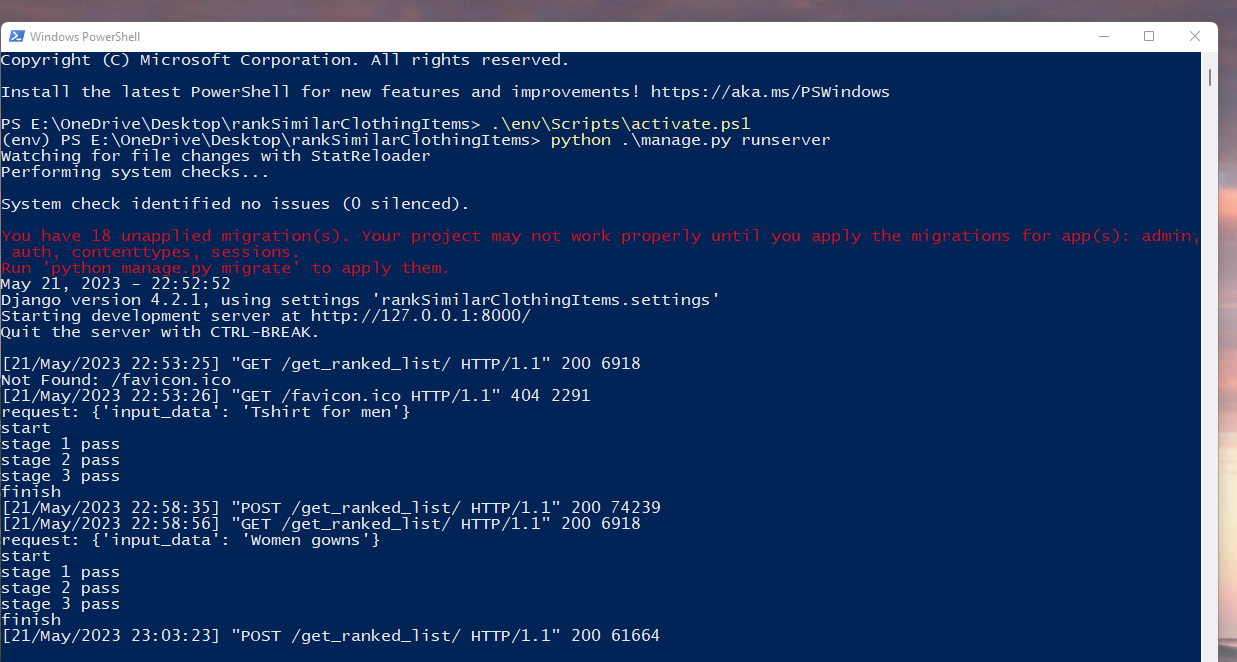 Windows PowerShell
Copyright (C) Microsoft Corporation. All rights reserved.
Install the latest PowerShell for new features and improvements! https://aka.ms/PSWindows
PS E:\OneDrive\Desktop\rankSimilarClothingItems> .\env\Scripts\activate.ps1
(env) PS E:\OneDrive\Desktop\rankSimilarClothingItems> python .\manage.py runserver
Watching for file changes with StatReloader
Performing system checks...
System check identified no issues (0 silenced).
You have 18 unapplied migration(s). Your project may not work properly until you apply the migrations for app(s): admin,
auth, contenttypes, sessions.
Run 'python manage.py migrate' to apply them.
May 21, 2023 - 22:52:52
Django version 4.2.1, using settings 'rankSimilarClothingItems.settings'
Starting development server at http://127.0.0.1:8000/
Quit the server with CTRL-BREAK.
[21/May/2023 22:53:25] "GET /get_ranked_list/ HTTP/1.1" 200 6918
Not Found: /favicon.ico
[21/May/2023 22:53:26] "GET /favicon.ico HTTP/1.1" 404 2291
request: {'input_data': 'Tshirt for men'}
start
stage 1 pass
stage 2 pass
stage 3 pass
finish
[21/May/2023 22:58:35] "POST /get_ranked_list/ HTTP/1.1" 200 74239
[21/May/2023 22:58:56] "GET /get_ranked_list/ HTTP/1.1" 200 6918
request: {'input_data': 'Women gowns'}
start
stage 1 pass
stage 2 pass
stage 3 pass
finish
[21/May/2023 23:03:23] "POST /get_ranked_list/ HTTP/1.1" 200 61664